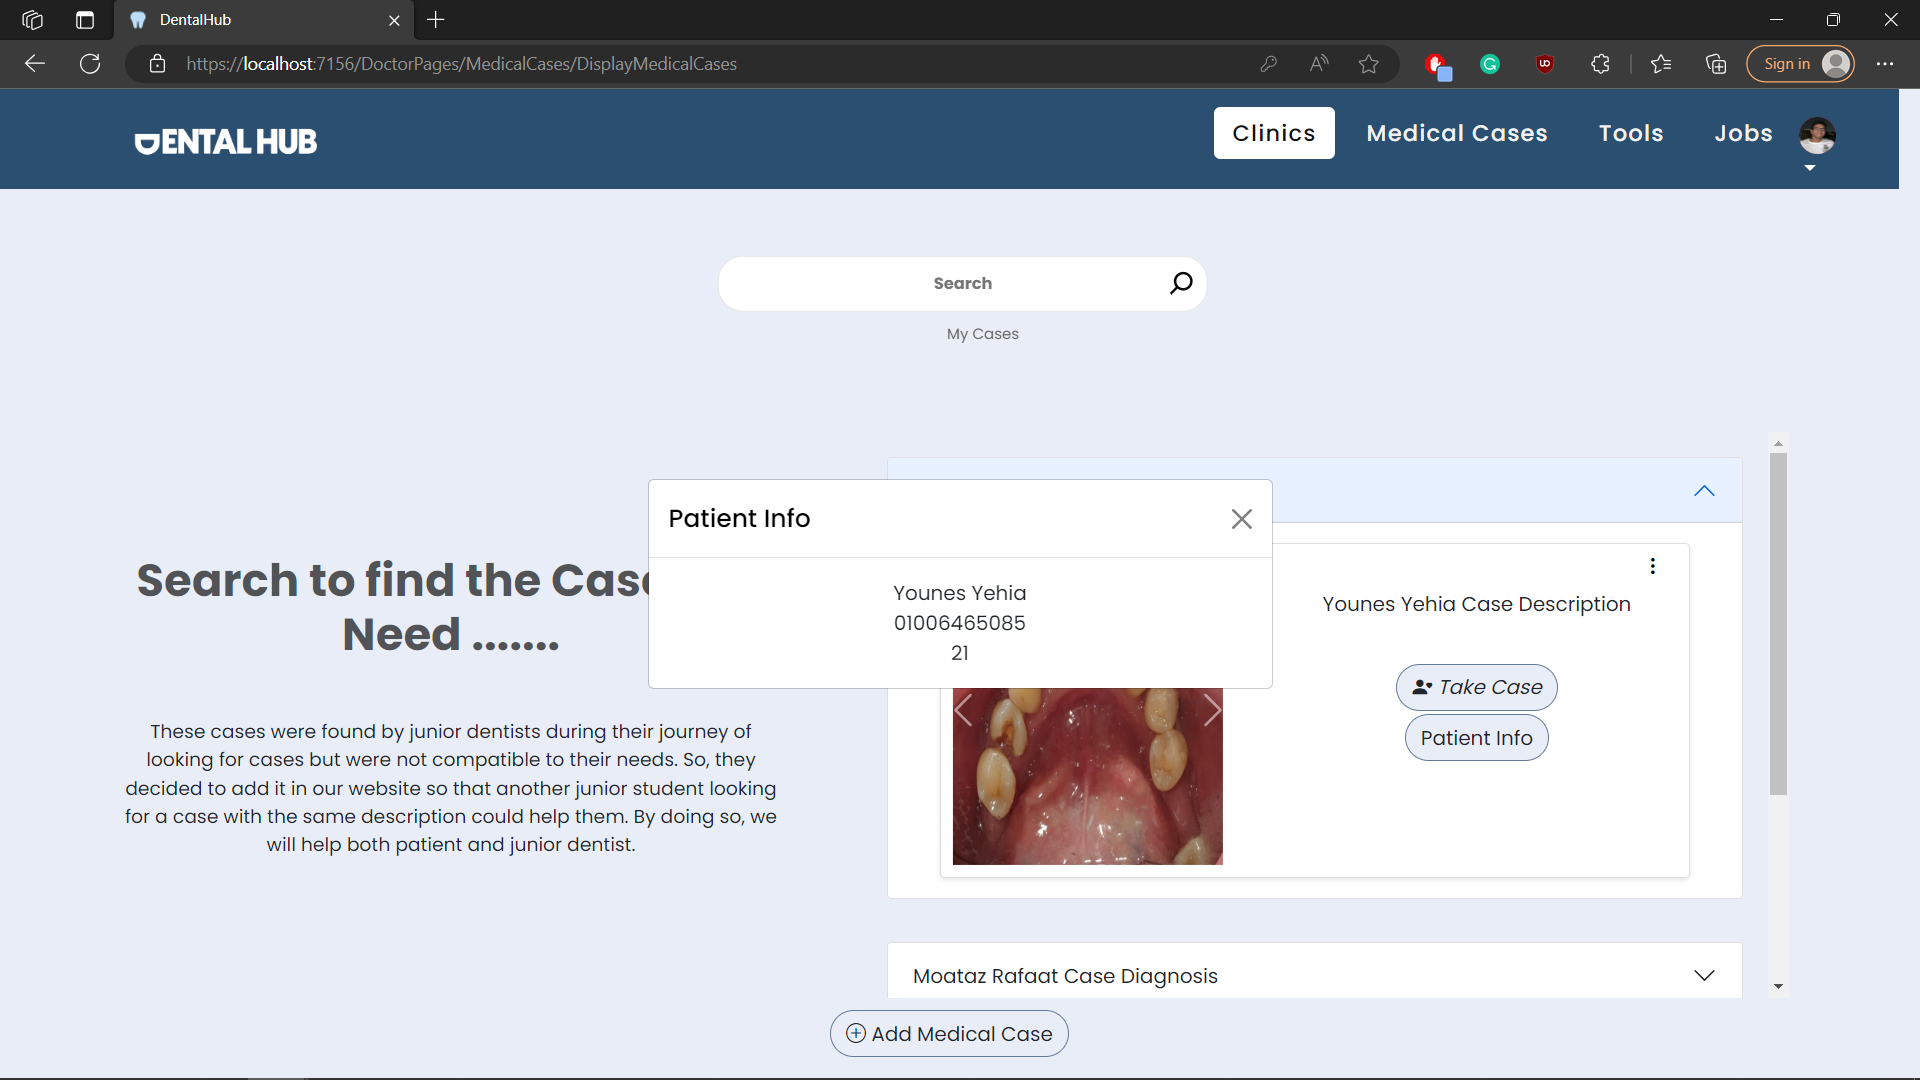 DentalHub
https://localhost:7156/DoctorPages/MedicalCases/DisplayMedicalCases
Sign in
DENTAL HUB
Clinics
Medical Cases
Tools
Jobs
Search
My Cases
Patient Info
Younes Yehia
01006465085
21
Search to find the Cas
Need .......
These cases were found by junior dentists during their journey of
looking for cases but were not compatible to their needs. So, they
decided to add it in our website so that another junior student looking
for a case with the same description could help them. By doing so, we
will help both patient and junior dentist.
Younes Yehia Case Description
Take Case
Patient Info
Moataz Rafaat Case Diagnosis
Add Medical Case